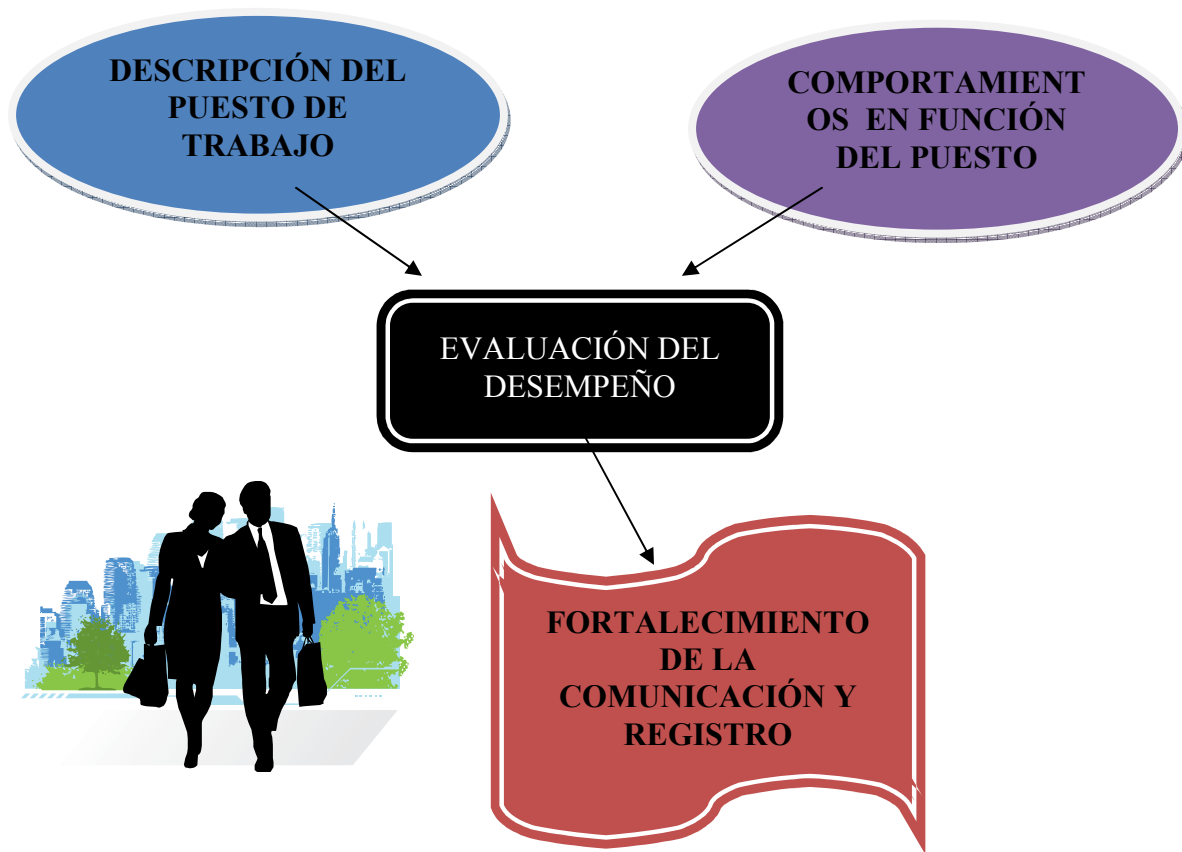 DESCRIPCIÓN DEL
PUESTO DE
TRABAJO
COMPORTAMIENT
OS EN FUNCIÓN
DEL PUESTO
EVALUACIÓN DEL
DESEMPEÑO
FORTALECIMIENTO
DE LA
COMUNICACIÓN Y
REGISTRO